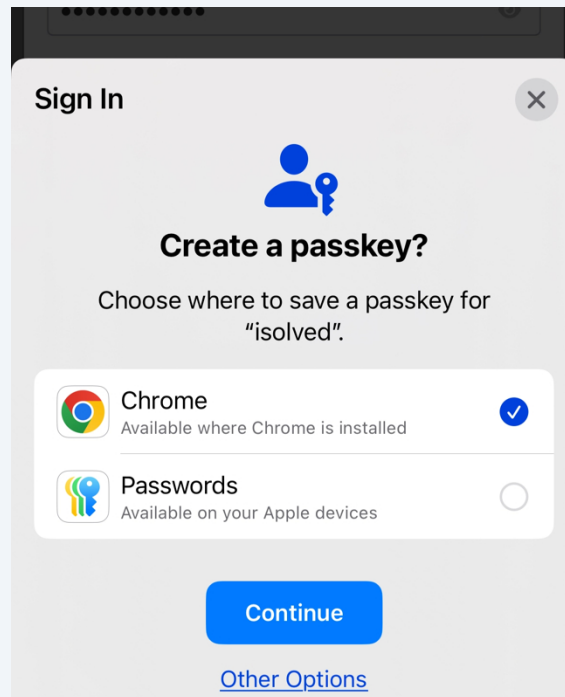 Sign In
Create a passkey?
Choose where to save a passkey for
“isolved”.
Chrome
Available where Chrome is installed
Passwords
Available on your Apple devices
Continue
Other Options